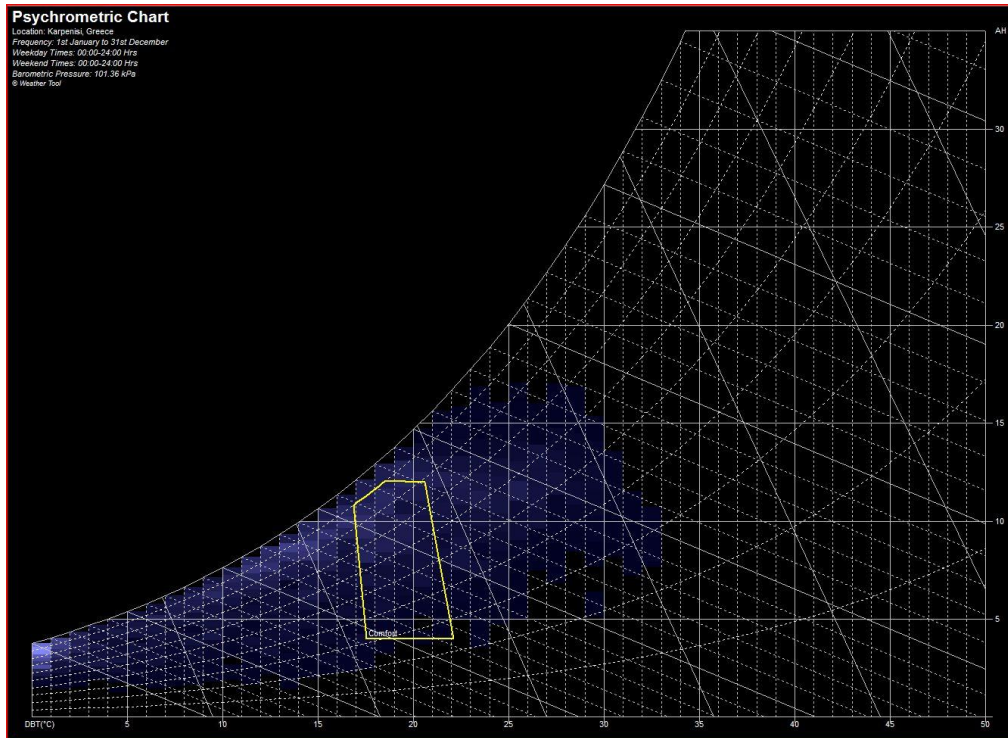 Psychrometric Chart
Location: Karpenisi, Greece
Frequency: 1st January to 31st December
Weekday Times: 00:00-24:00 Hrs
Weekend Times: 00:00-24:00 Hrs
Barometric Pressure: 101.36 kPa
© Weather Tool
AH
30
25
20
15
10
5
Comfort
DBT(°C) 5 10 15 20 25 30 35 40 45 50